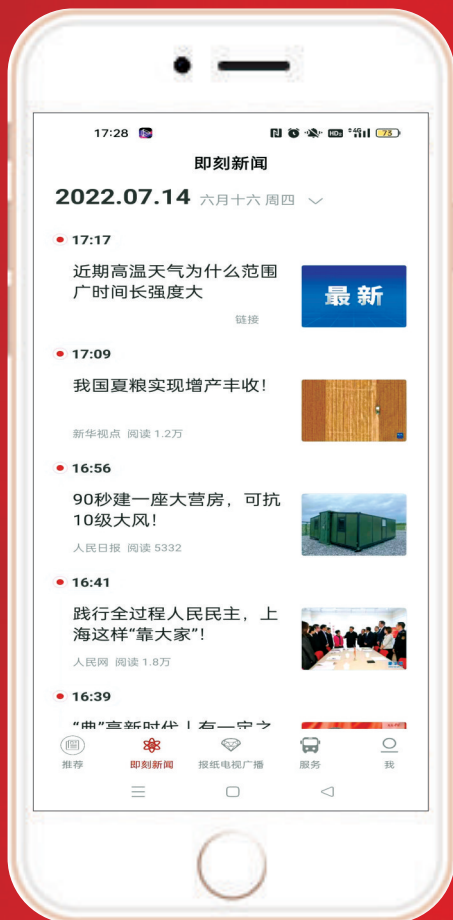 17:28
73
即刻新闻
2022.07.14 六月十六 周四
17:17
近期高温天气为什么范围
广时间长强度大
链接
最新
17:09
我国夏粮实现增产丰收！
新华视点 阅读 1.2万
16:56
90秒建一座大营房，可抗
10级大风！
人民日报 阅读 5332
16:41
践行全过程人民民主，上
海这样“靠大家”！
人民网 阅读 1.8万
16:39
推荐 即刻新闻 报纸电视广播 服务 我